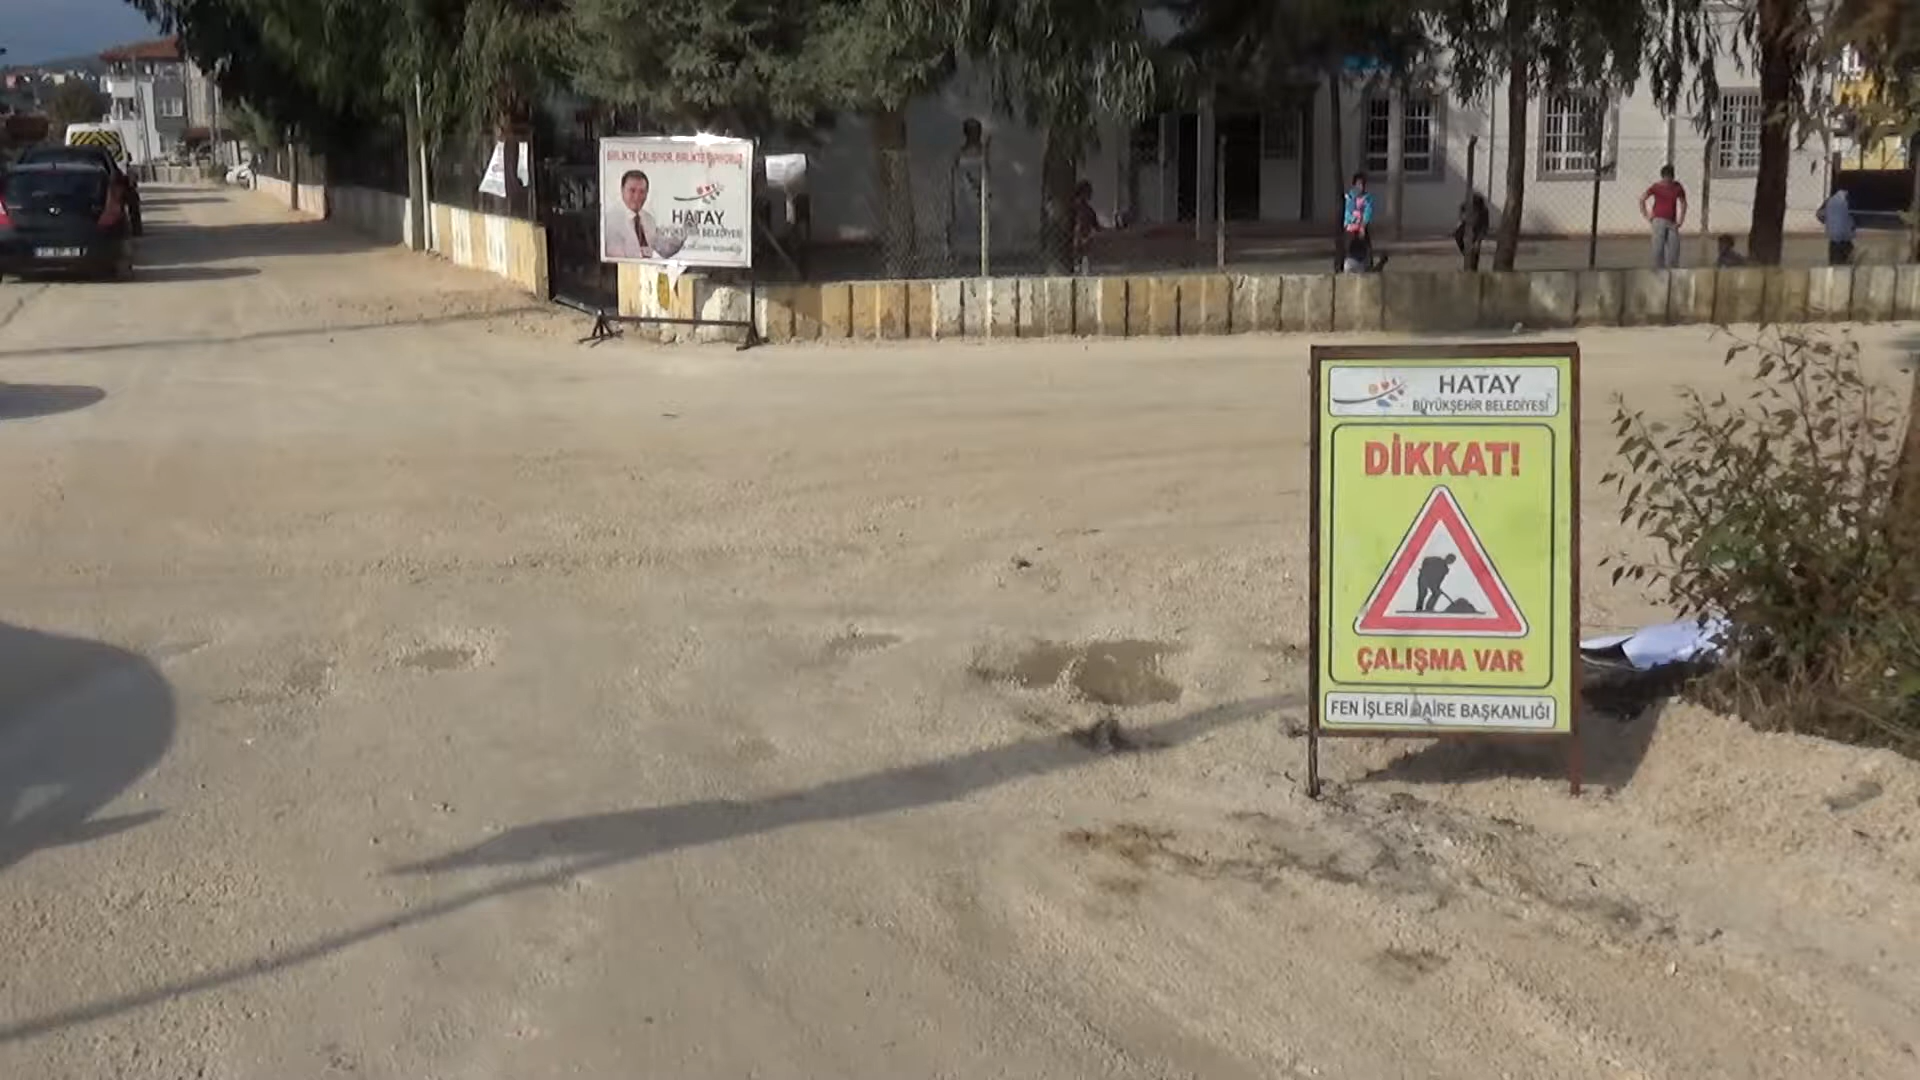 BİRLİKTE ÇALIŞIYOR, BİRLİKTE
HATAY
BÜYÜKŞEHİR BELEDİYESİ
HATAY
BÜYÜKŞEHİR BELEDİYESİ
DİKKAT!
ÇALIŞMA VAR
FEN İŞLERİ DAİRE BAŞKANLIĞI